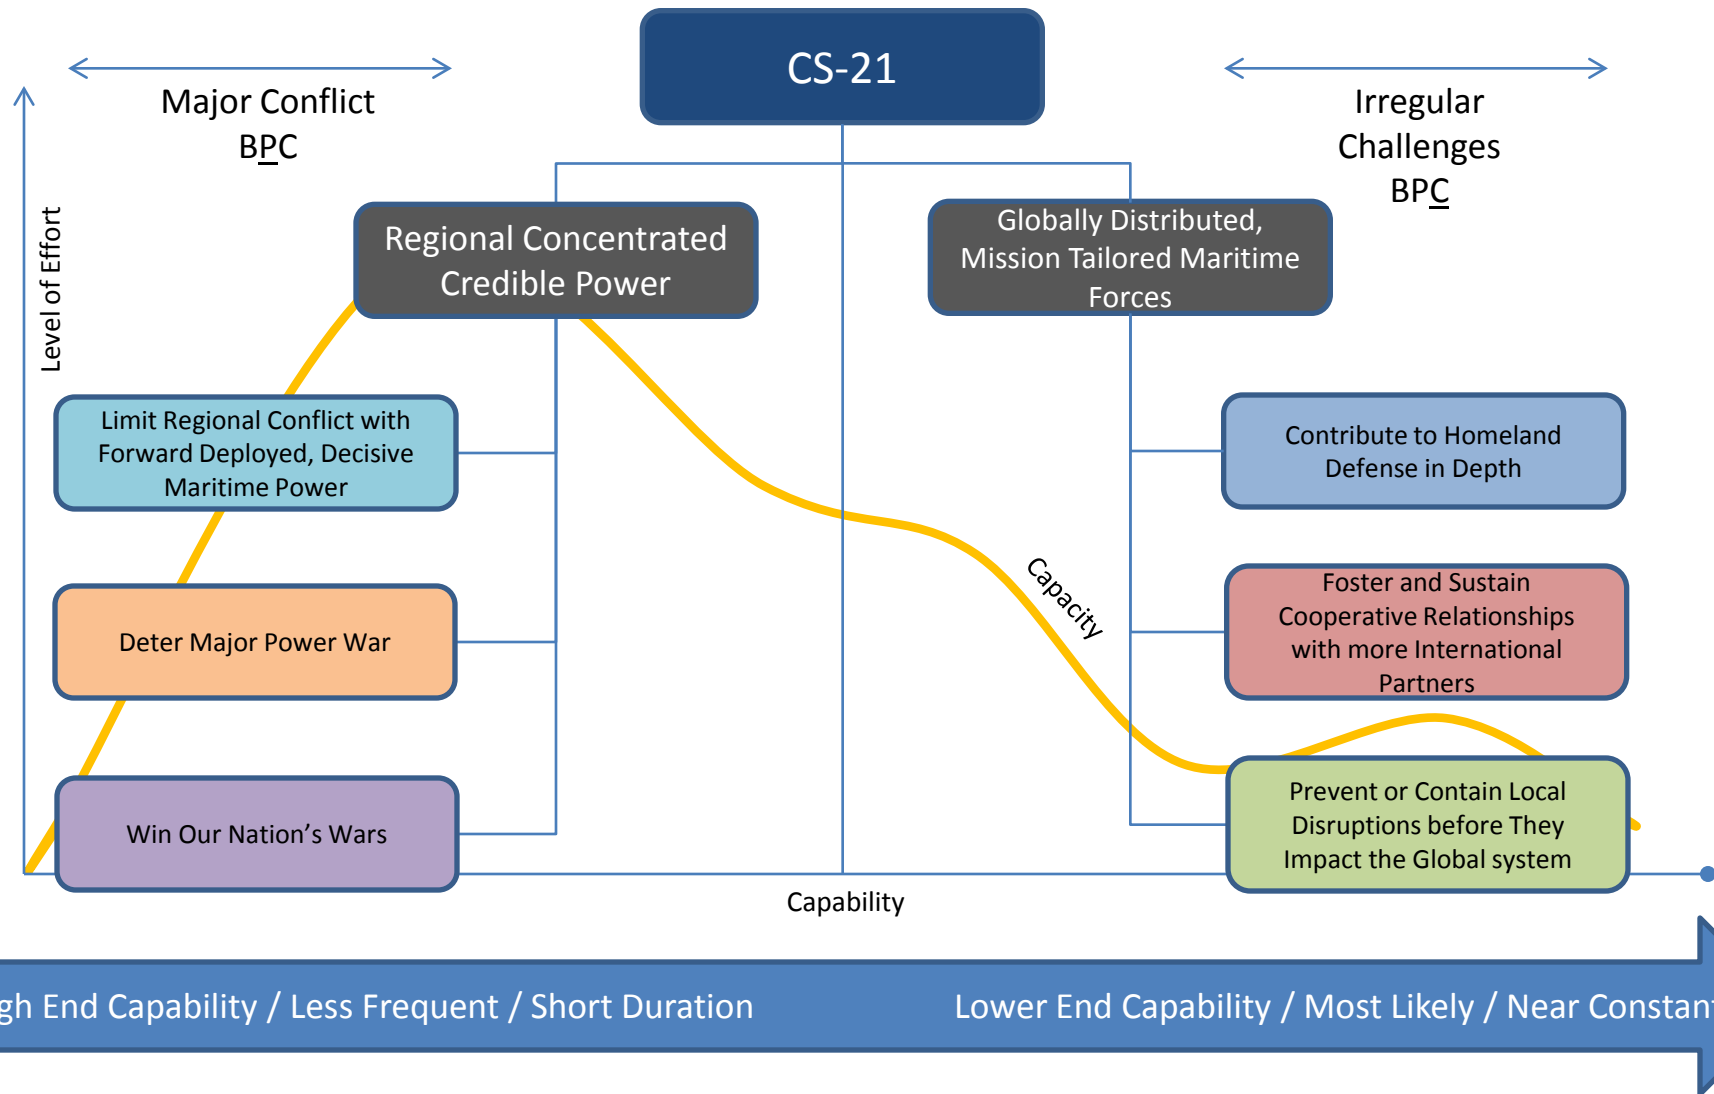 CS-21
Major Conflict
BPC
Irregular
Challenges
BPC
Level of Effort
Regional Concentrated
Credible Power
Globally Distributed,
Mission Tailored Maritime
Forces
Limit Regional Conflict with
Forward Deployed, Decisive
Maritime Power
Deter Major Power War
Win Our Nation’s Wars
Contribute to Homeland
Defense in Depth
Foster and Sustain
Cooperative Relationships
with more International
Partners
Prevent or Contain Local
Disruptions before They
Impact the Global system
Capacity
Capability
gh End Capability / Less Frequent / Short Duration
Lower End Capability / Most Likely / Near Constant